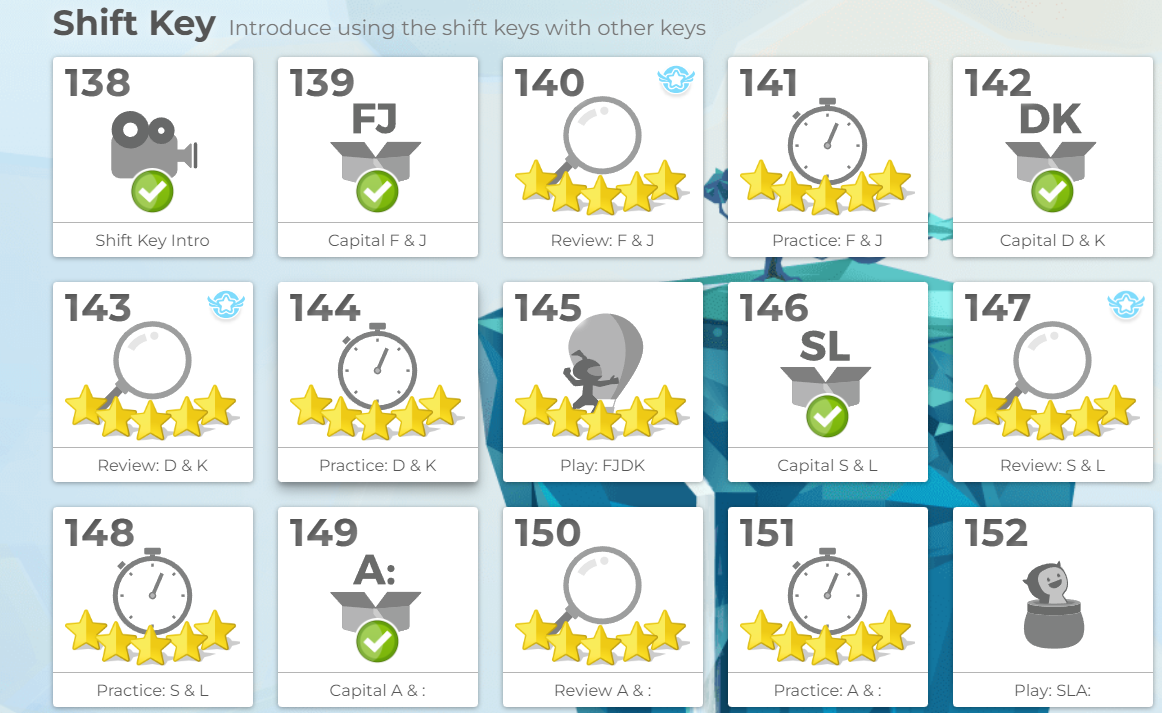 Shift Key Introduce using the shift keys with other keys
138 139 140 141 142
FJ DK
Shift Key Intro Capital F & J Review: F & J Practice: F & J Capital D & K
143 144 145 146 147
SL
Review: D & K Practice: D & K Play: FJDK Capital S & L Review: S & L
148 149 150 151 152
A:
Practice: S & L Capital A & : Review A & : Practice: A & : Play: SLA: